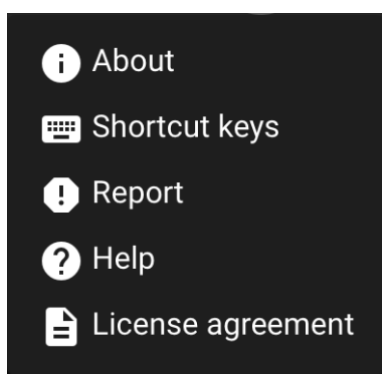 About
Shortcut keys
Report
Help
License agreement